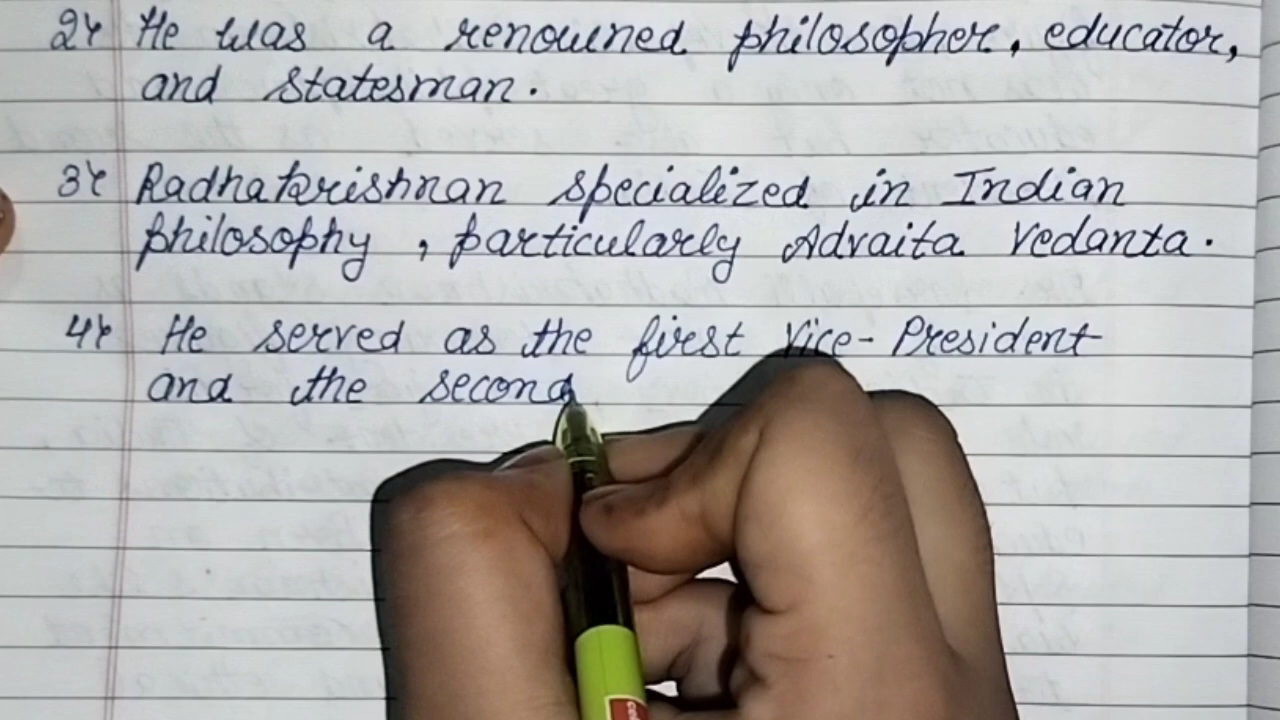 2. He was a renowned philosopher, educator,
and statesman.
3. Radhakrishnan specialized in Indian
philosophy, particularly Advaita Vedanta.
4. He served as the first Vice-President
and the second